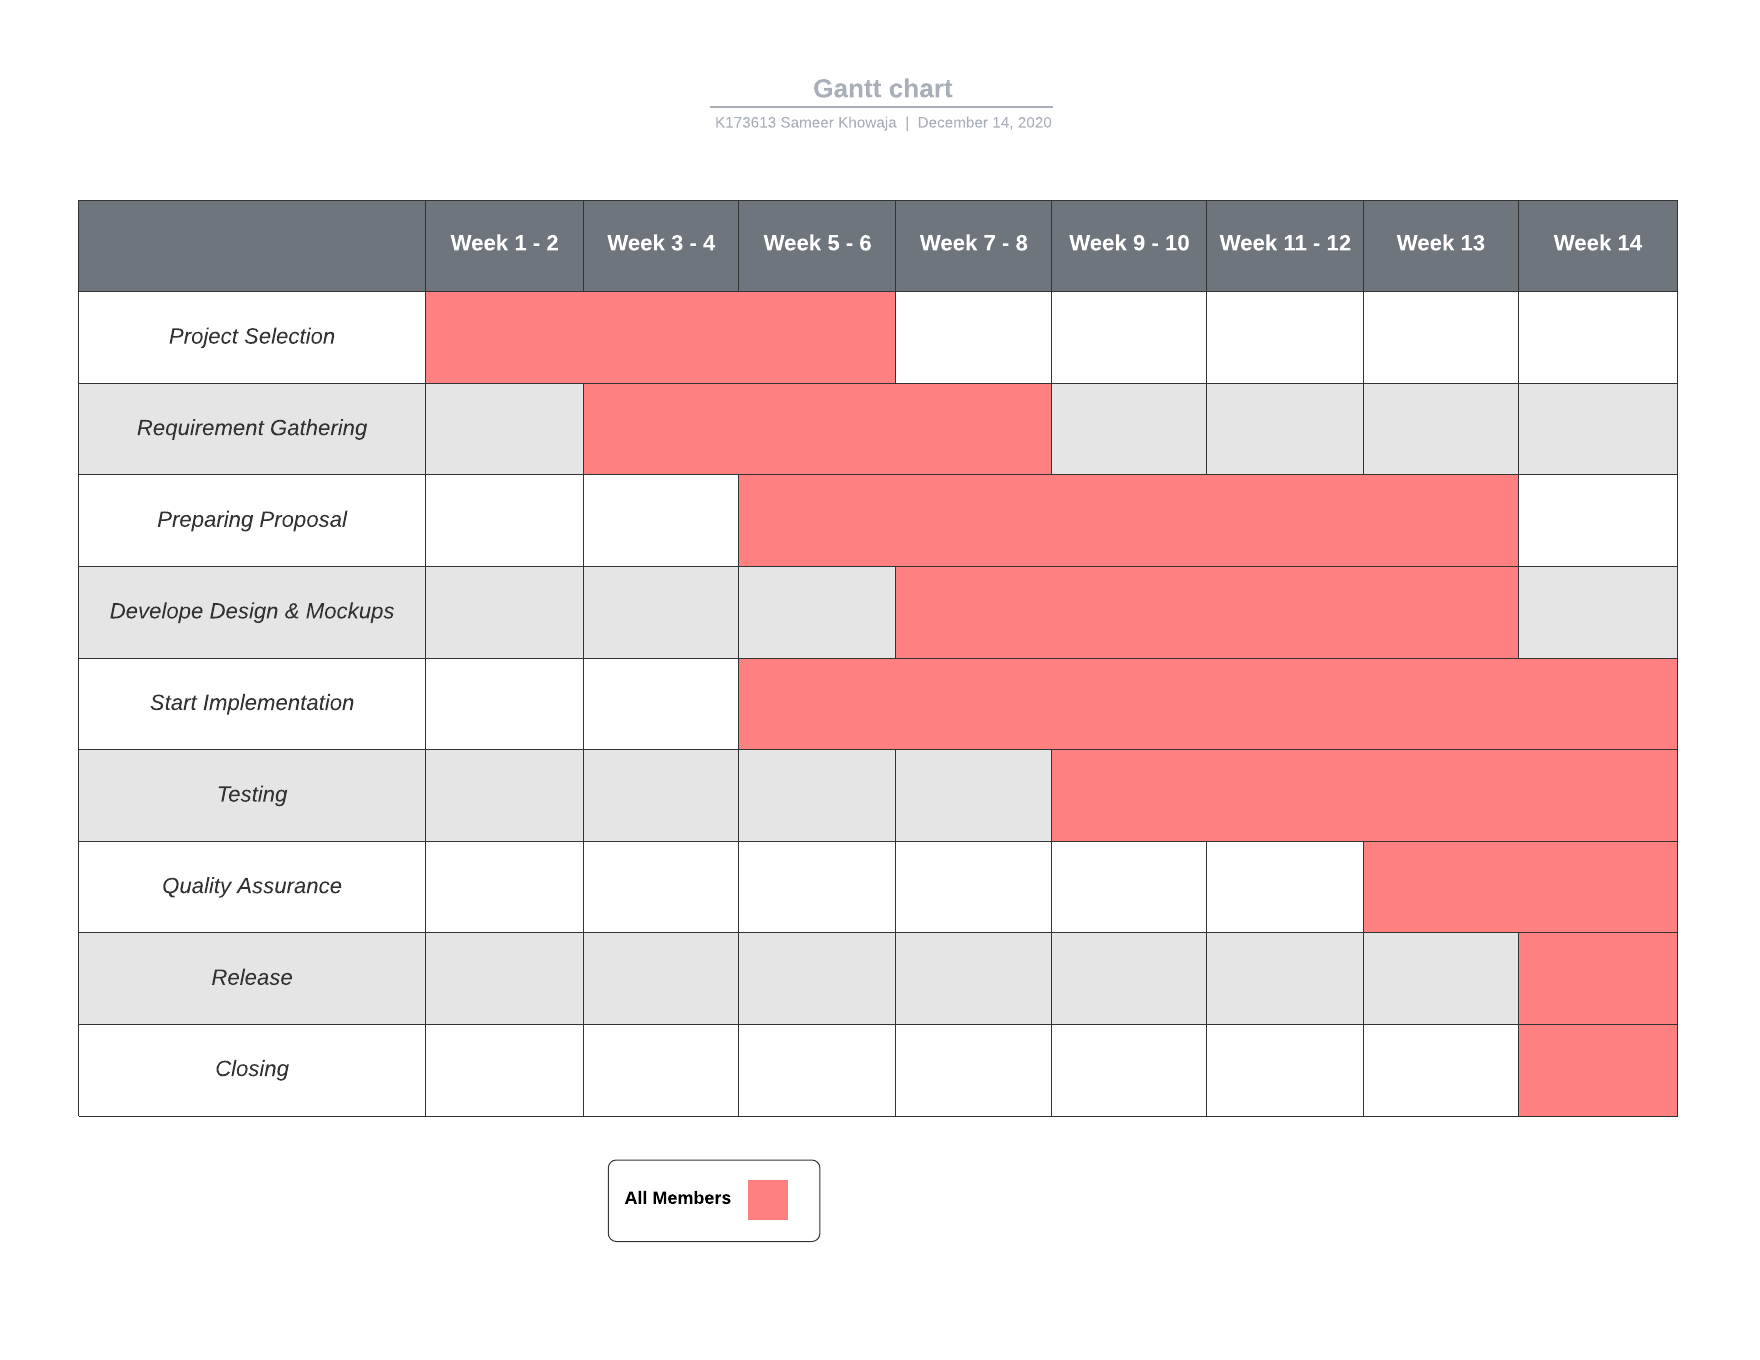 Gantt chart
K173613 Sameer Khowaja | December 14, 2020
Week 1 - 2 Week 3 - 4 Week 5 - 6 Week 7 - 8 Week 9 - 10 Week 11 - 12 Week 13 Week 14
Project Selection
Requirement Gathering
Preparing Proposal
Develope Design & Mockups
Start Implementation
Testing
Quality Assurance
Release
Closing
All Members